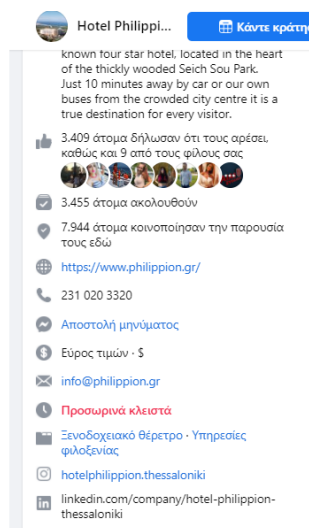 Hotel Philippi...
Κάντε κράτησ
known four star hotel, located in the heart
of the thickly wooded Seich Sou Park.
Just 10 minutes away by car or our own
buses from the crowded city centre it is a
true destination for every visitor.
3.409 άτομα δήλωσαν ότι τους αρέσει,
καθώς και 9 από τους φίλους σας
3.455 άτομα ακολουθούν
7.944 άτομα κοινοποίησαν την παρουσία
τους εδώ
https://www.philippion.gr/
231 020 3320
Αποστολή μηνύματος
Εύρος τιμών · $
info@philippion.gr
Προσωρινά κλειστά
Ξενοδοχειακό θέρετρο · Υπηρεσίες
φιλοξενίας
hotelphilippion.thessaloniki
linkedin.com/company/hotel-philippion-
thessaloniki